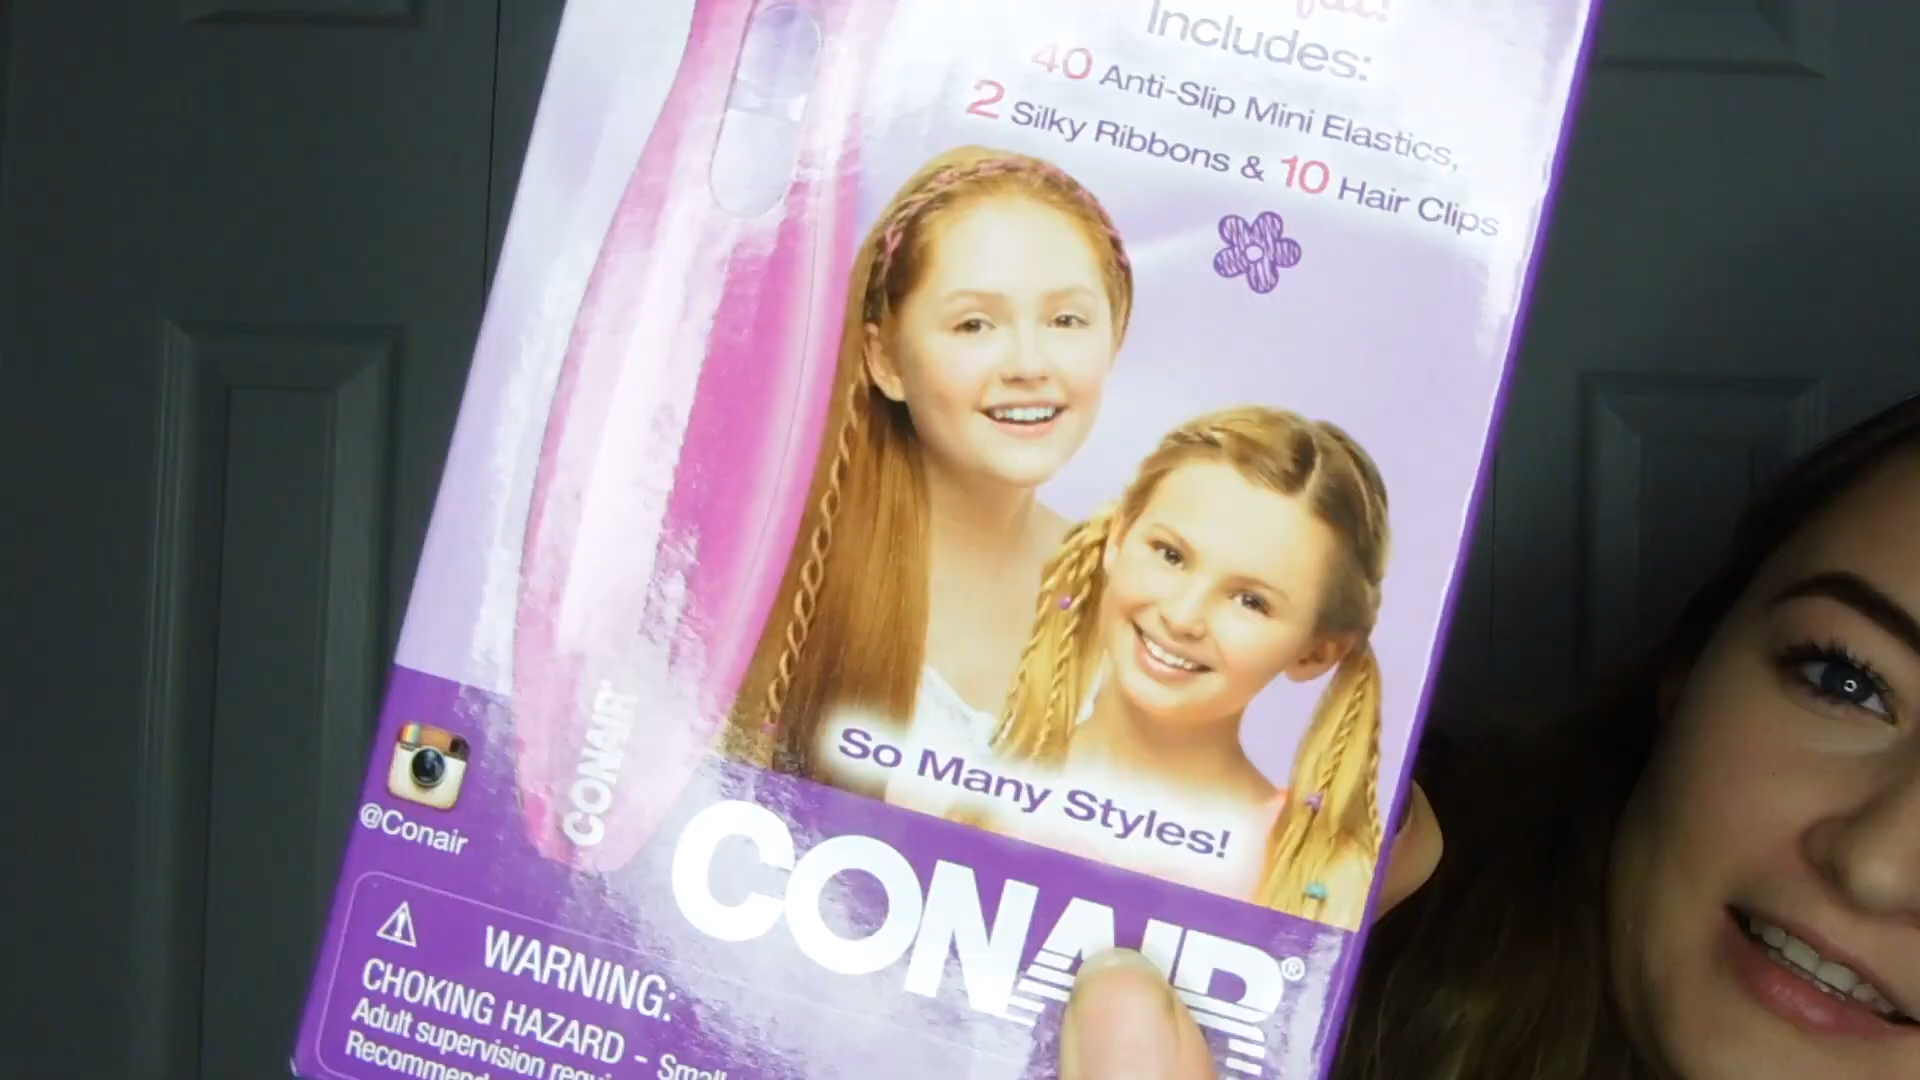 Includes:
40 Anti-Slip Mini Elastics,
2 Silky Ribbons & 10 Hair Clips
So Many Styles!
CONAIR
@Conair
CONAIR®
WARNING:
CHOKING HAZARD - Small
Adult supervision